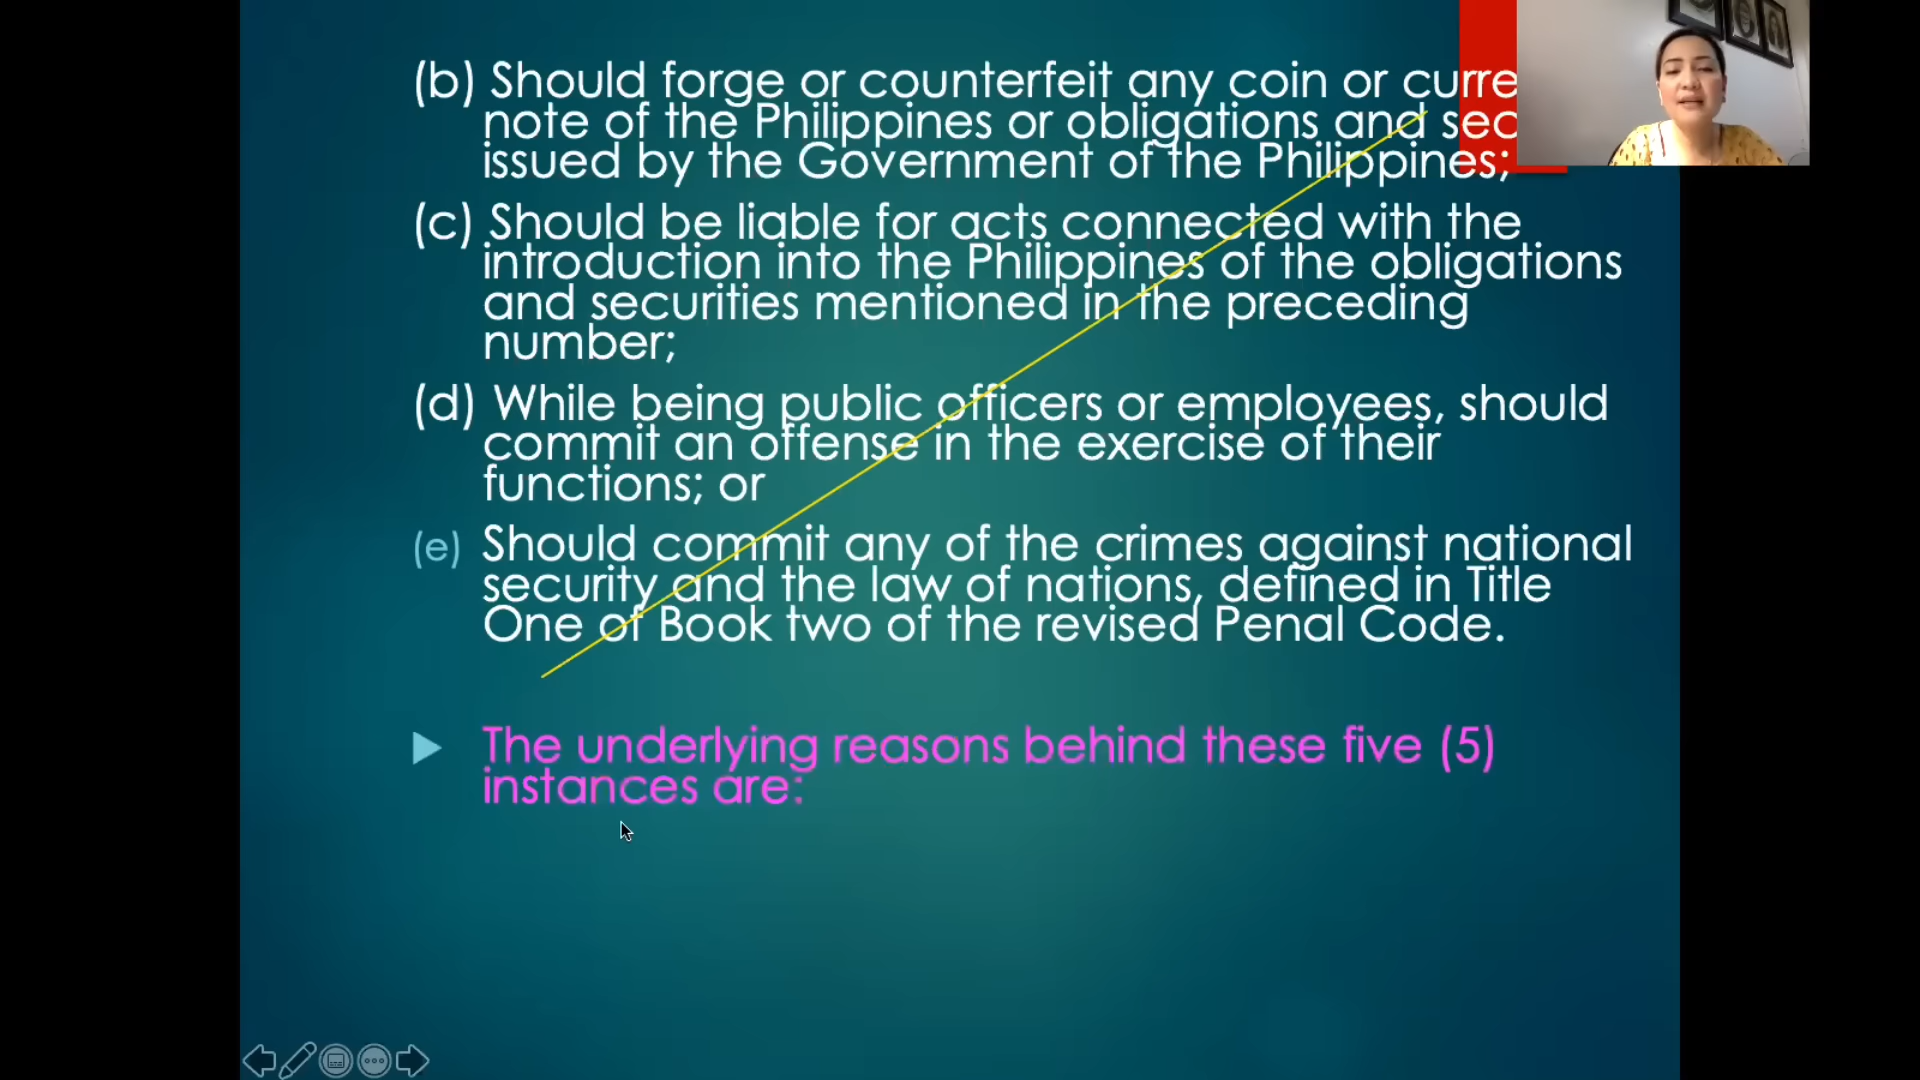 (b) Should forge or counterfeit any coin or
note of the Philippines or obligations and
issued by the Government of the Philippines;
(c) Should be liable for acts connected with the
introduction into the Philippines of the obligations
and securities mentioned in the preceding
number;
(d) While being public officers or employees, should
commit an offense in the exercise of their
functions; or
(e) Should commit any of the crimes against national
security and the law of nations, defined in Title
One of Book two of the revised Penal Code.
The underlying reasons behind these five (5)
instances are: